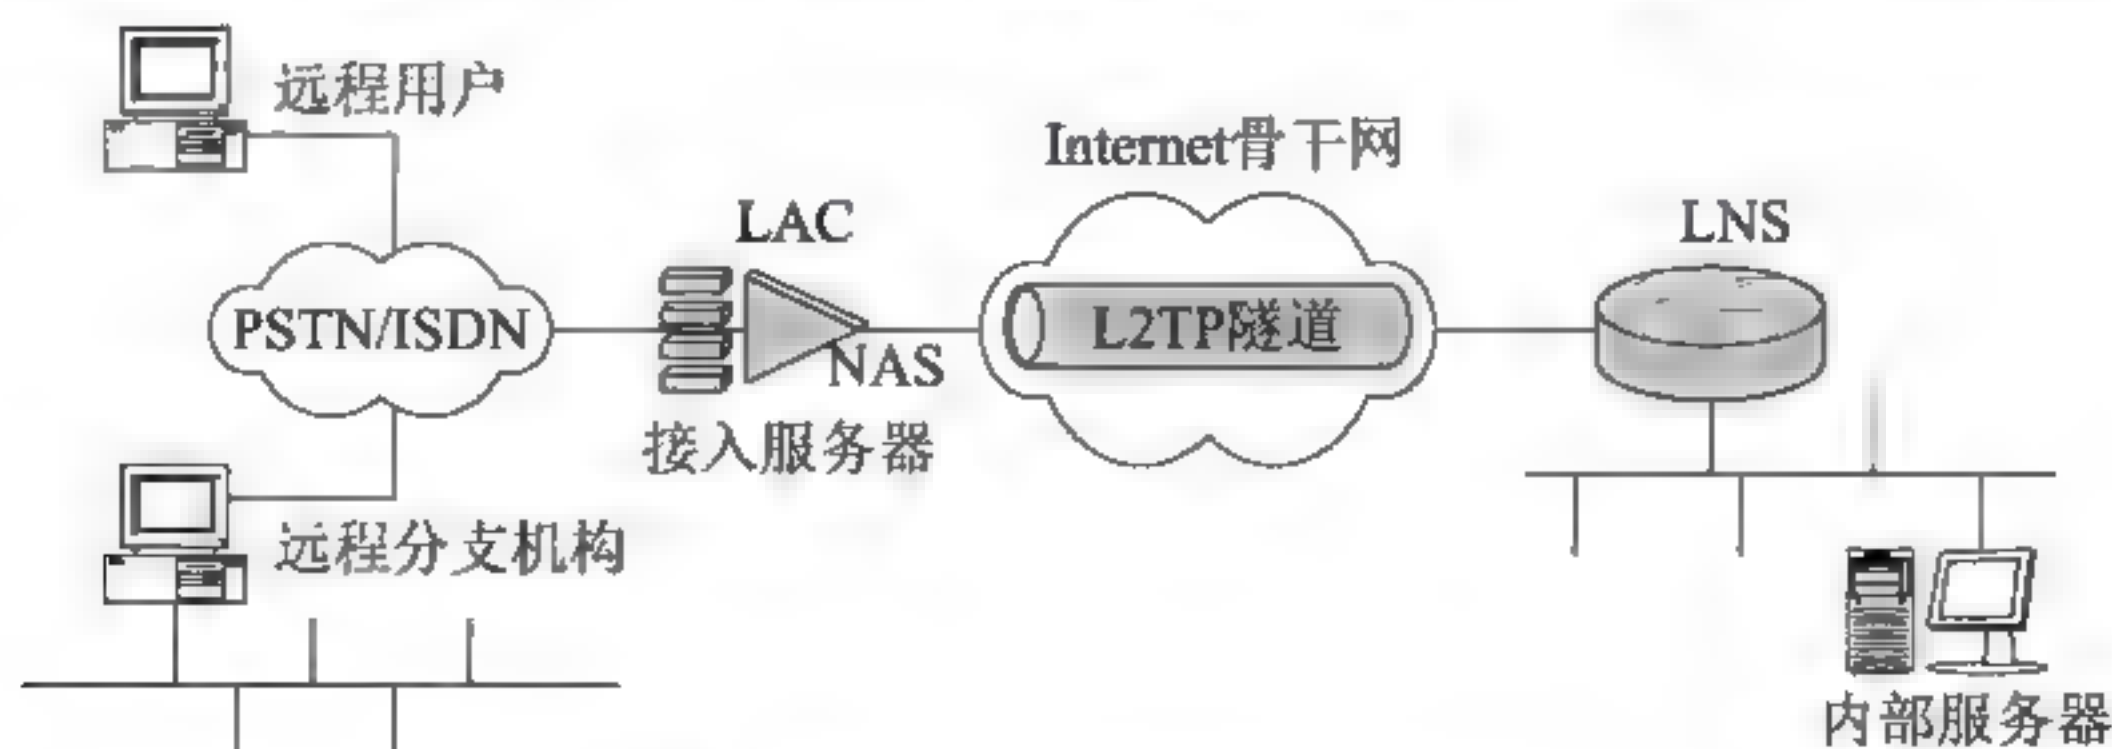 远程用户
Internet骨干网
LAC
LNS
PSTN/ISDN
L2TP隧道
NAS
接入服务器
远程分支机构
内部服务器